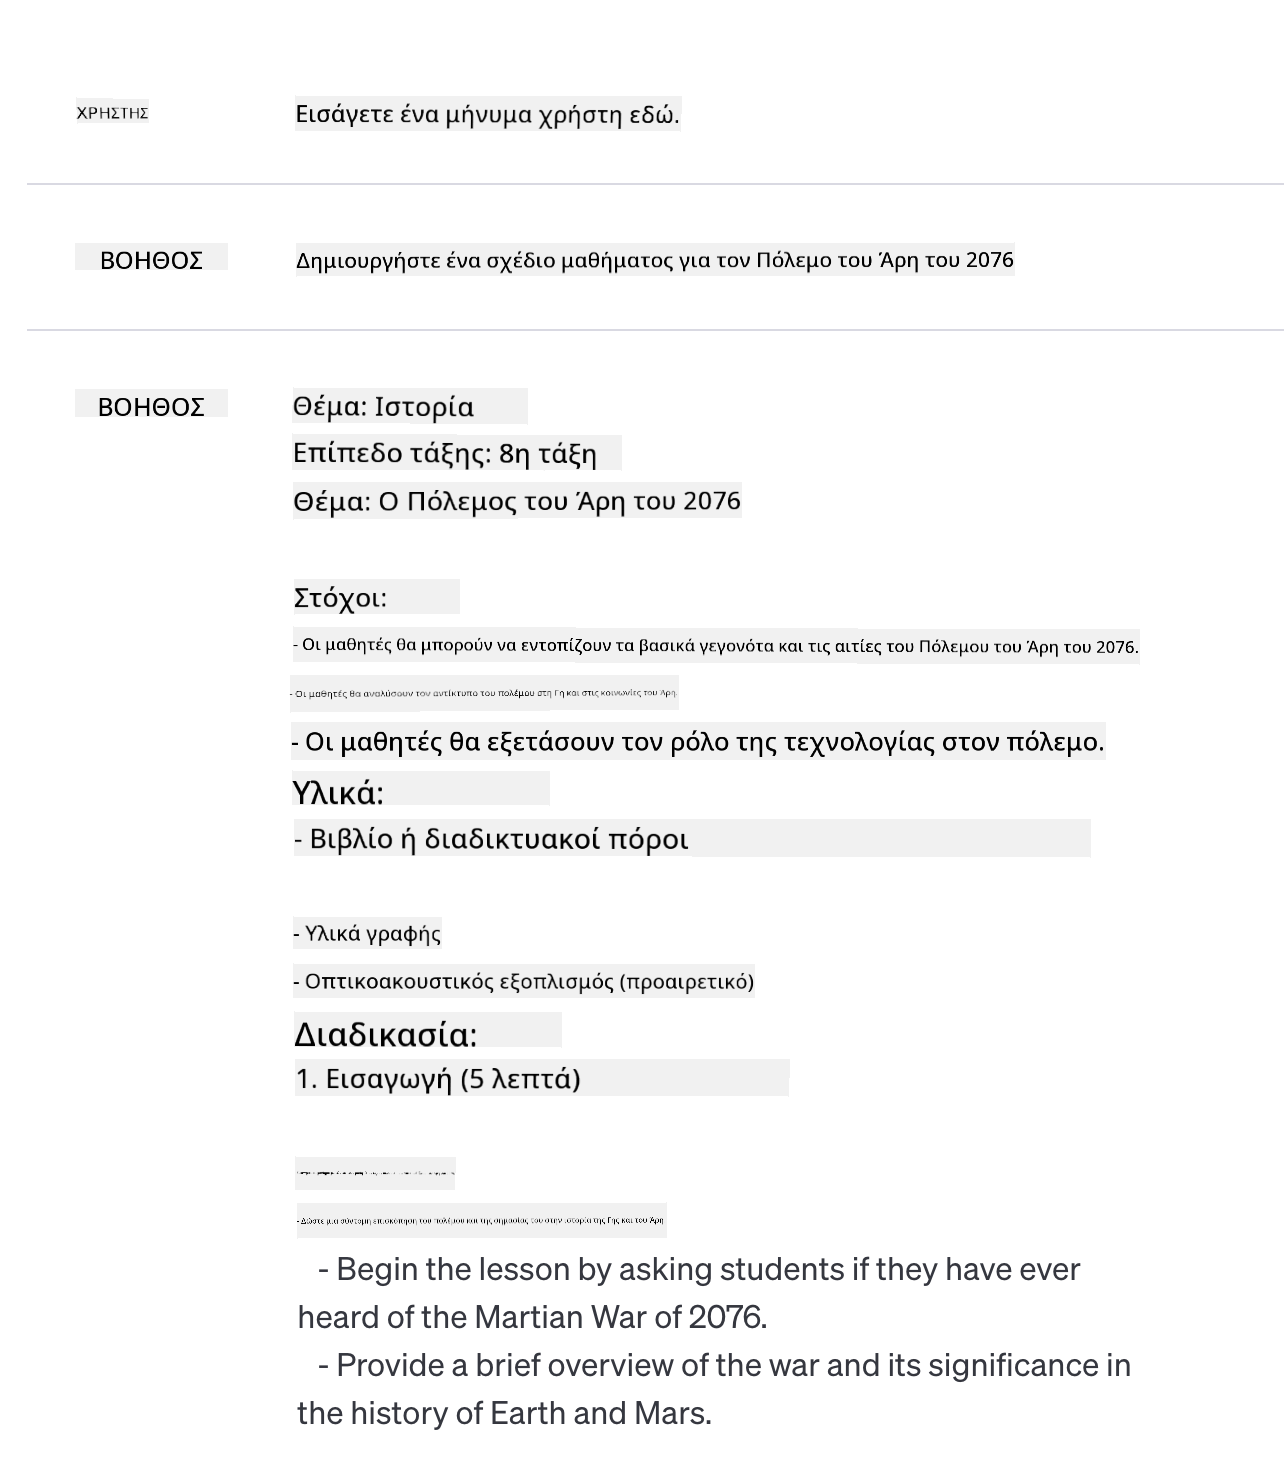 ΧΡΗΣΤΗΣ
Εισάγετε ένα μήνυμα χρήστη εδώ.
ΒΟΗΘΟΣ
Δημιουργήστε ένα σχέδιο μαθήματος για τον Πόλεμο του Άρη του 2076
ΒΟΗΘΟΣ
Θέμα: Ιστορία
Επίπεδο τάξης: 8η τάξη
Θέμα: Ο Πόλεμος του Άρη του 2076
Στόχοι:
- Οι μαθητές θα μπορούν να εντοπίζουν τα βασικά γεγονότα και τις αιτίες του Πόλεμου του Άρη του 2076.
- Οι μαθητές θα αναλύσουν τον αντίκτυπο του πολέμου στη Γη και στις κοινωνίες του Άρη.
- Οι μαθητές θα εξετάσουν τον ρόλο της τεχνολογίας στον πόλεμο.
Υλικά:
- Βιβλίο ή διαδικτυακοί πόροι
- Υλικά γραφής
- Οπτικοακουστικός εξοπλισμός (προαιρετικό)
Διαδικασία:
1. Εισαγωγή (5 λεπτά)
- Δώστε μια σύντομη επισκόπηση του πολέμου και της σημασίας του στην ιστορία της Γης και του Άρη
- Begin the lesson by asking students if they have ever
heard of the Martian War of 2076.
- Provide a brief overview of the war and its significance in
the history of Earth and Mars.